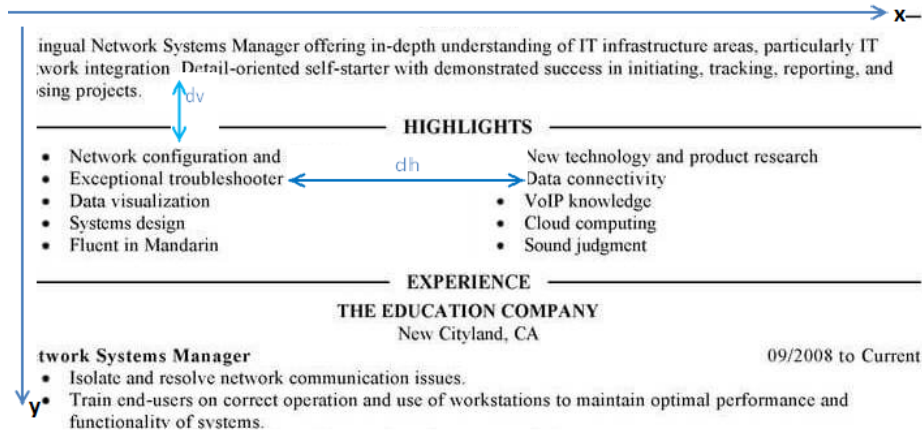 x
ingual Network Systems Manager offering in-depth understanding of IT infrastructure areas, particularly IT
work integration Detail-oriented self-starter with demonstrated success in initiating, tracking, reporting, and
sing projects.
dv
HIGHLIGHTS
• Network configuration and
• Exceptional troubleshooter
• Data visualization
• Systems design
• Fluent in Mandarin
dh
New technology and product research
Data connectivity
• VoIP knowledge
• Cloud computing
• Sound judgment
EXPERIENCE
THE EDUCATION COMPANY
New Cityland, CA
twork Systems Manager 09/2008 to Current
• Isolate and resolve network communication issues.
y
• Train end-users on correct operation and use of workstations to maintain optimal performance and
functionality of systems.